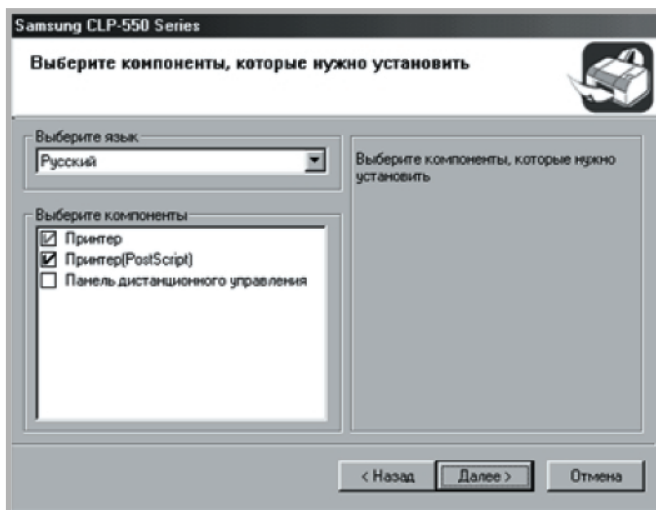 Samsung CLP-550 Series
Выберите компоненты, которые нужно установить
Выберите язык
Русский
Выберите компоненты, которые нужно
установить
Выберите компоненты
Принтер
Принтер(PostScript)
Панель дистанционного управления
< Назад
Далее >
Отмена